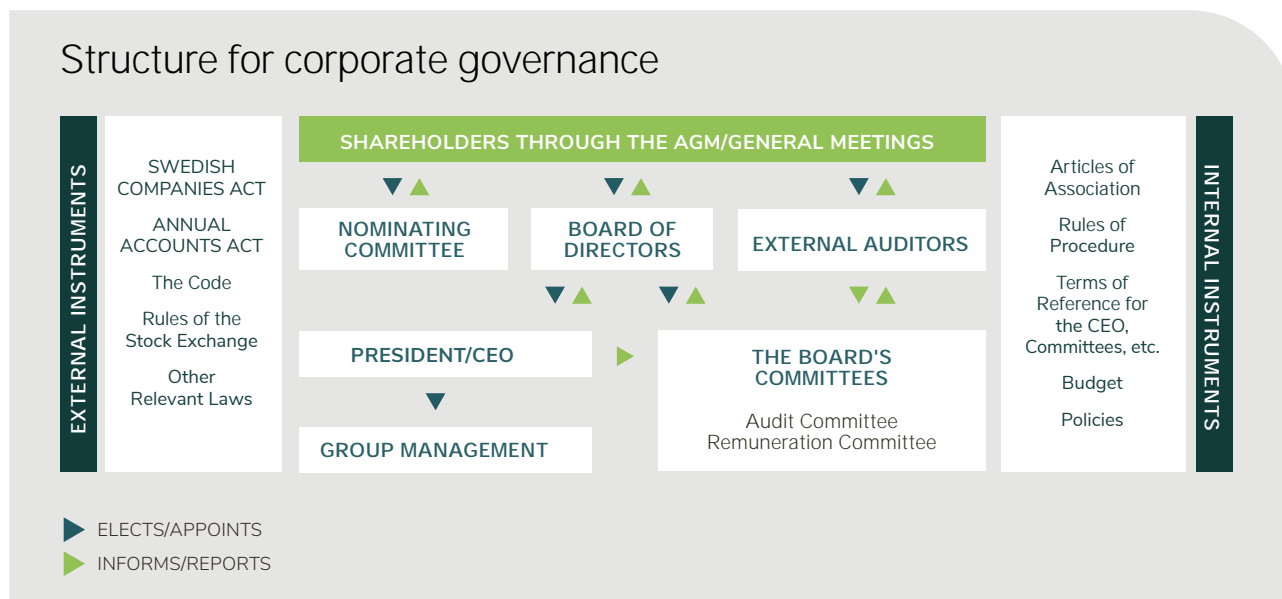 Structure for corporate governance
EXTERNAL INSTRUMENTS
SWEDISH
COMPANIES ACT
ANNUAL
ACCOUNTS ACT
The Code
Rules of the
Stock Exchange
Other
Relevant Laws
SHAREHOLDERS THROUGH THE AGM/GENERAL MEETINGS
NOMINATING
COMMITTEE
BOARD OF
DIRECTORS
EXTERNAL AUDITORS
PRESIDENT/CEO
THE BOARD'S
COMMITTEES
Audit Committee
Remuneration Committee
GROUP MANAGEMENT
Articles of
Association
Rules of
Procedure
Terms of
Reference for
the CEO,
Committees, etc.
Budget
Policies
INTERNAL INSTRUMENTS
ELECTS/APPOINTS
INFORMS/REPORTS